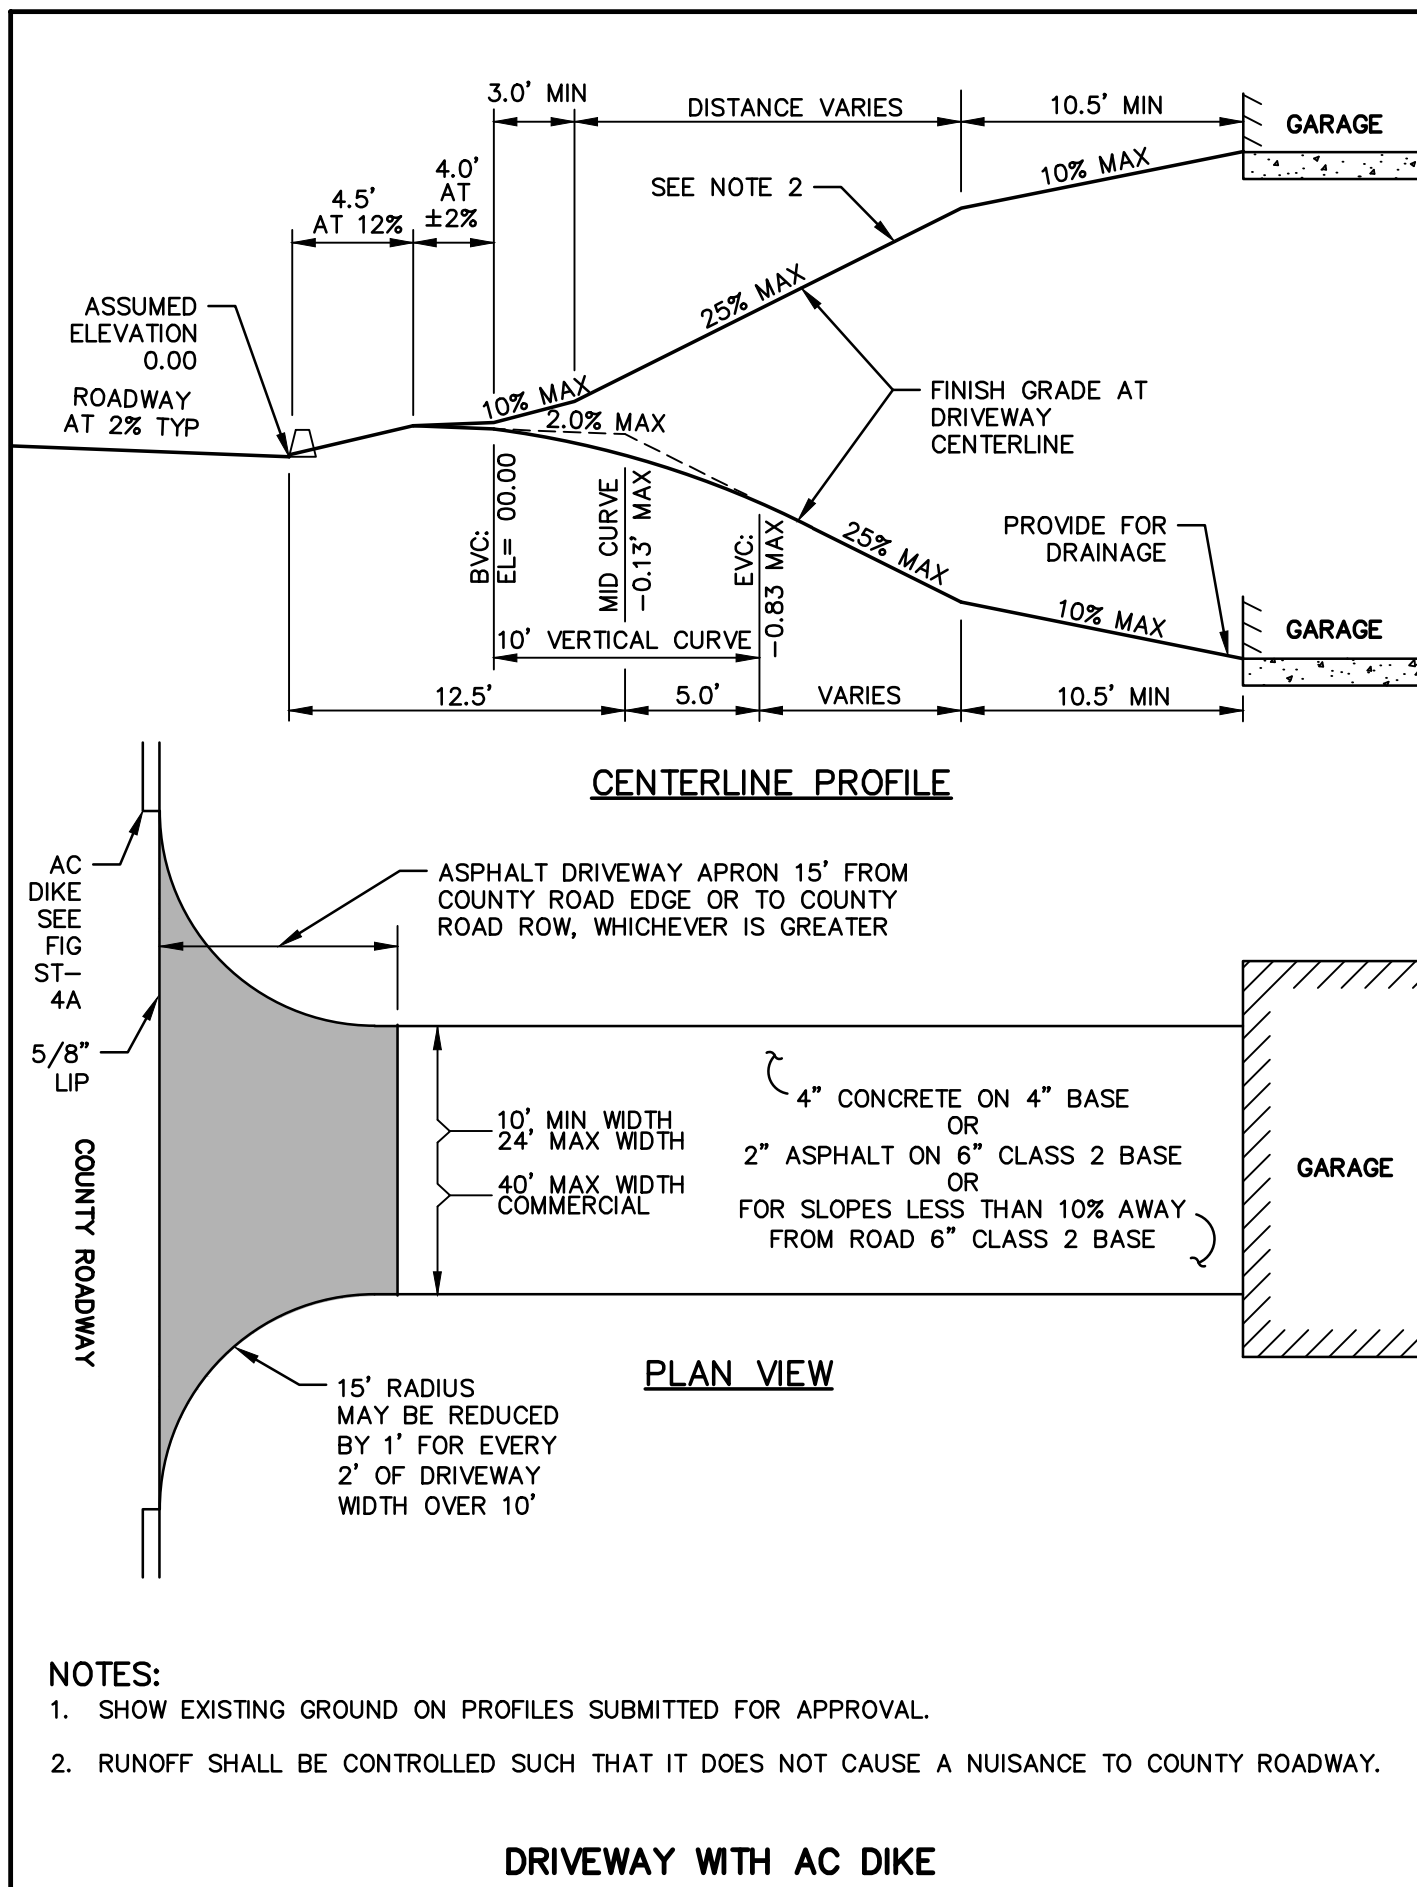 3.0' MIN
DISTANCE VARIES
10.5' MIN
GARAGE
4.5'
AT 12%
4.0'
AT
±2%
SEE NOTE 2
10% MAX
25% MAX
ASSUMED
ELEVATION
0.00
ROADWAY
AT 2% TYP
10% MAX
2.0% MAX
FINISH GRADE AT
DRIVEWAY
CENTERLINE
BVC:
EL= 00.00
MID CURVE
-0.13' MAX
EVC:
-0.83 MAX
25% MAX
PROVIDE FOR
DRAINAGE
10% MAX
GARAGE
10' VERTICAL CURVE
12.5'
5.0'
VARIES
10.5' MIN
CENTERLINE PROFILE
AC
DIKE
SEE
FIG
ST-
4A
5/8"
LIP
ASPHALT DRIVEWAY APRON 15' FROM
COUNTY ROAD EDGE OR TO COUNTY
ROAD ROW, WHICHEVER IS GREATER
COUNTY ROADWAY
10' MIN WIDTH
24' MAX WIDTH
40' MAX WIDTH
COMMERCIAL
4" CONCRETE ON 4" BASE
OR
2" ASPHALT ON 6" CLASS 2 BASE
OR
FOR SLOPES LESS THAN 10% AWAY
FROM ROAD 6" CLASS 2 BASE
GARAGE
15' RADIUS
MAY BE REDUCED
BY 1' FOR EVERY
2' OF DRIVEWAY
WIDTH OVER 10'
PLAN VIEW
NOTES:
1. SHOW EXISTING GROUND ON PROFILES SUBMITTED FOR APPROVAL.
2. RUNOFF SHALL BE CONTROLLED SUCH THAT IT DOES NOT CAUSE A NUISANCE TO COUNTY ROADWAY.
DRIVEWAY WITH AC DIKE